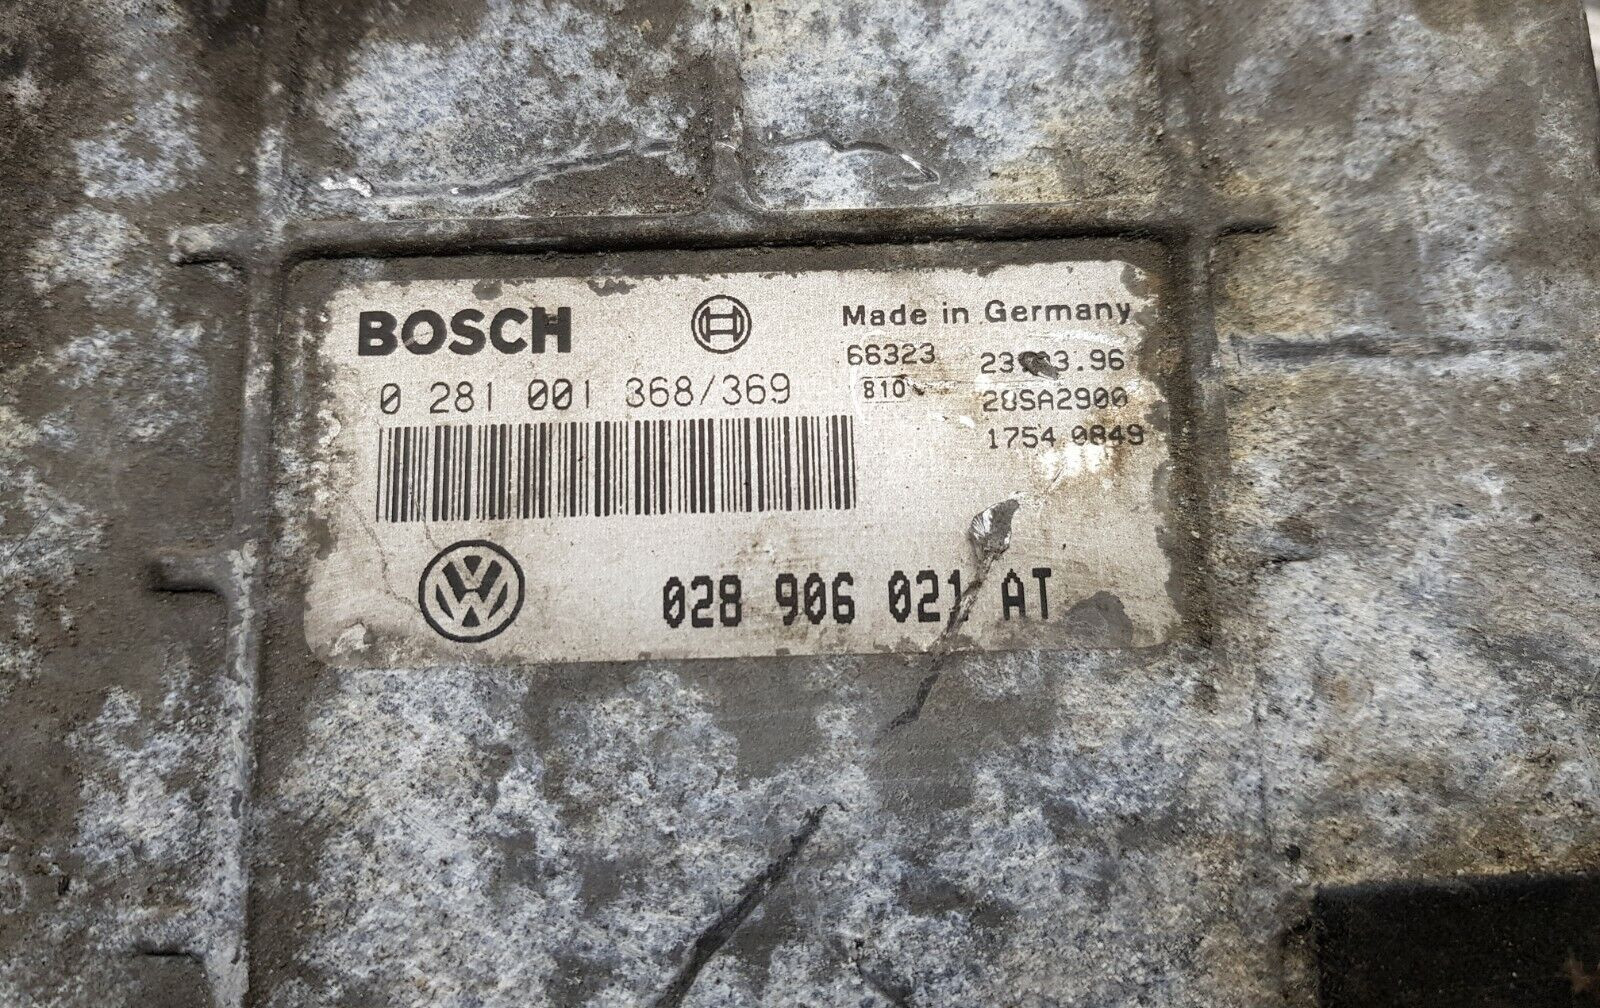 BOSCH
Made in Germany
66323
0 281 001 368/369
810
28SA2900
1754 0849
028 906 021 AT